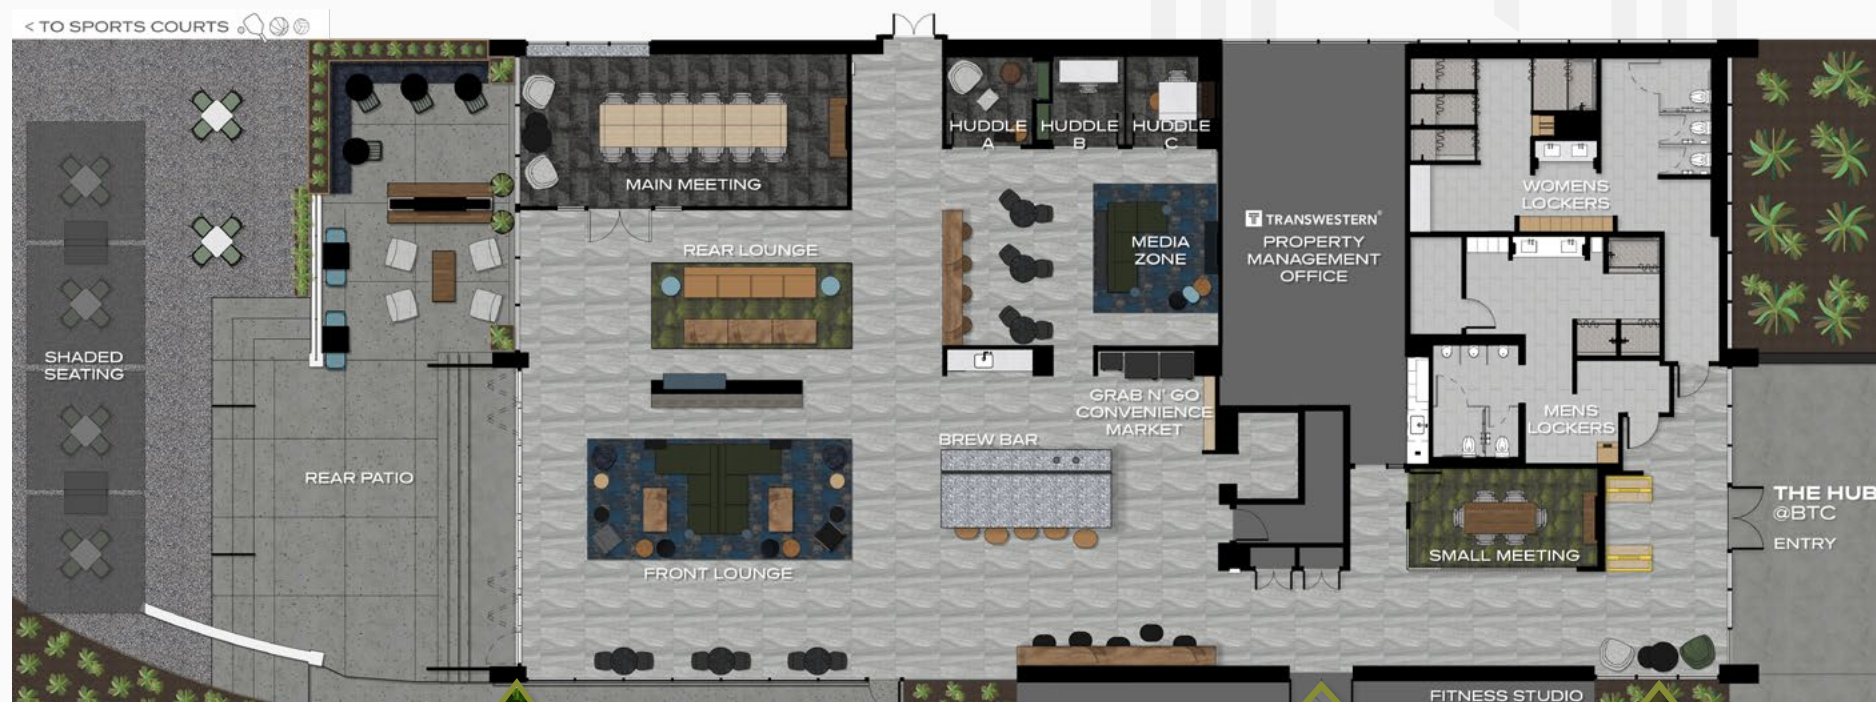 < TO SPORTS COURTS
HUDDLE
A
HUDDLE
B
HUDDLE
C
MAIN MEETING
WOMENS
LOCKERS
TRANSWESTERN®
PROPERTY
MANAGEMENT
OFFICE
REAR LOUNGE
MEDIA
ZONE
SHADED
SEATING
GRAB N' GO
CONVENIENCE
MARKET
MENS
LOCKERS
BREW BAR
REAR PATIO
THE HUB
@BTC
ENTRY
SMALL MEETING
FRONT LOUNGE
FITNESS STUDIO